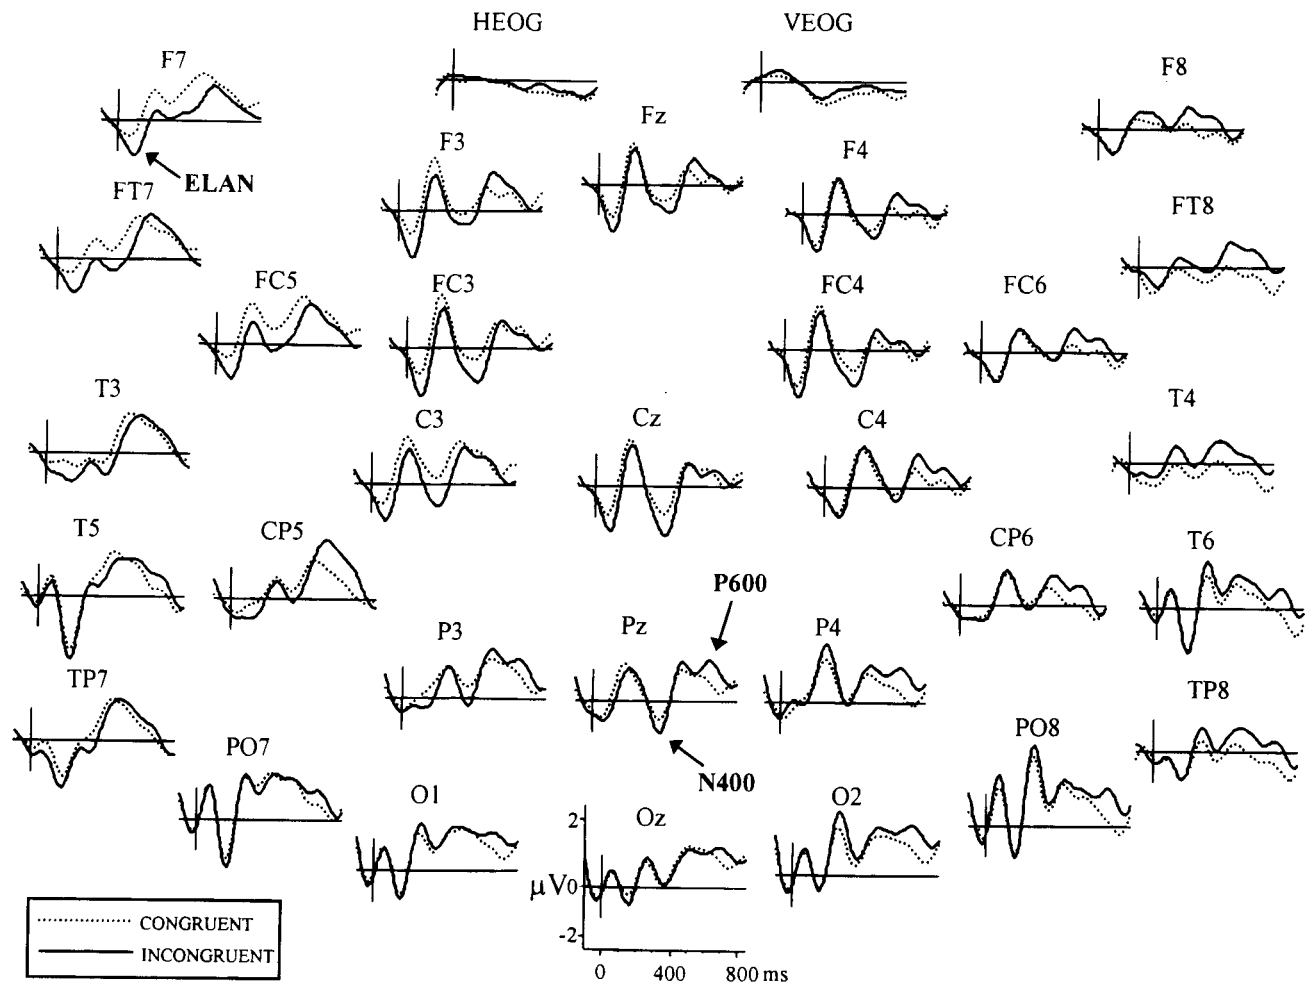 HEOG
VEOG
F7
F8
Fz
F3
F4
ELAN
FT7
FT8
FC5
FC3
FC4
FC6
T3
T4
C3
Cz
C4
T5
CP5
CP6
T6
P600
P3
Pz
P4
TP7
TP8
PO7
PO8
N400
O1
Oz
O2
2
µV0
-2
0 400 800 ms
CONGRUENT
INCONGRUENT